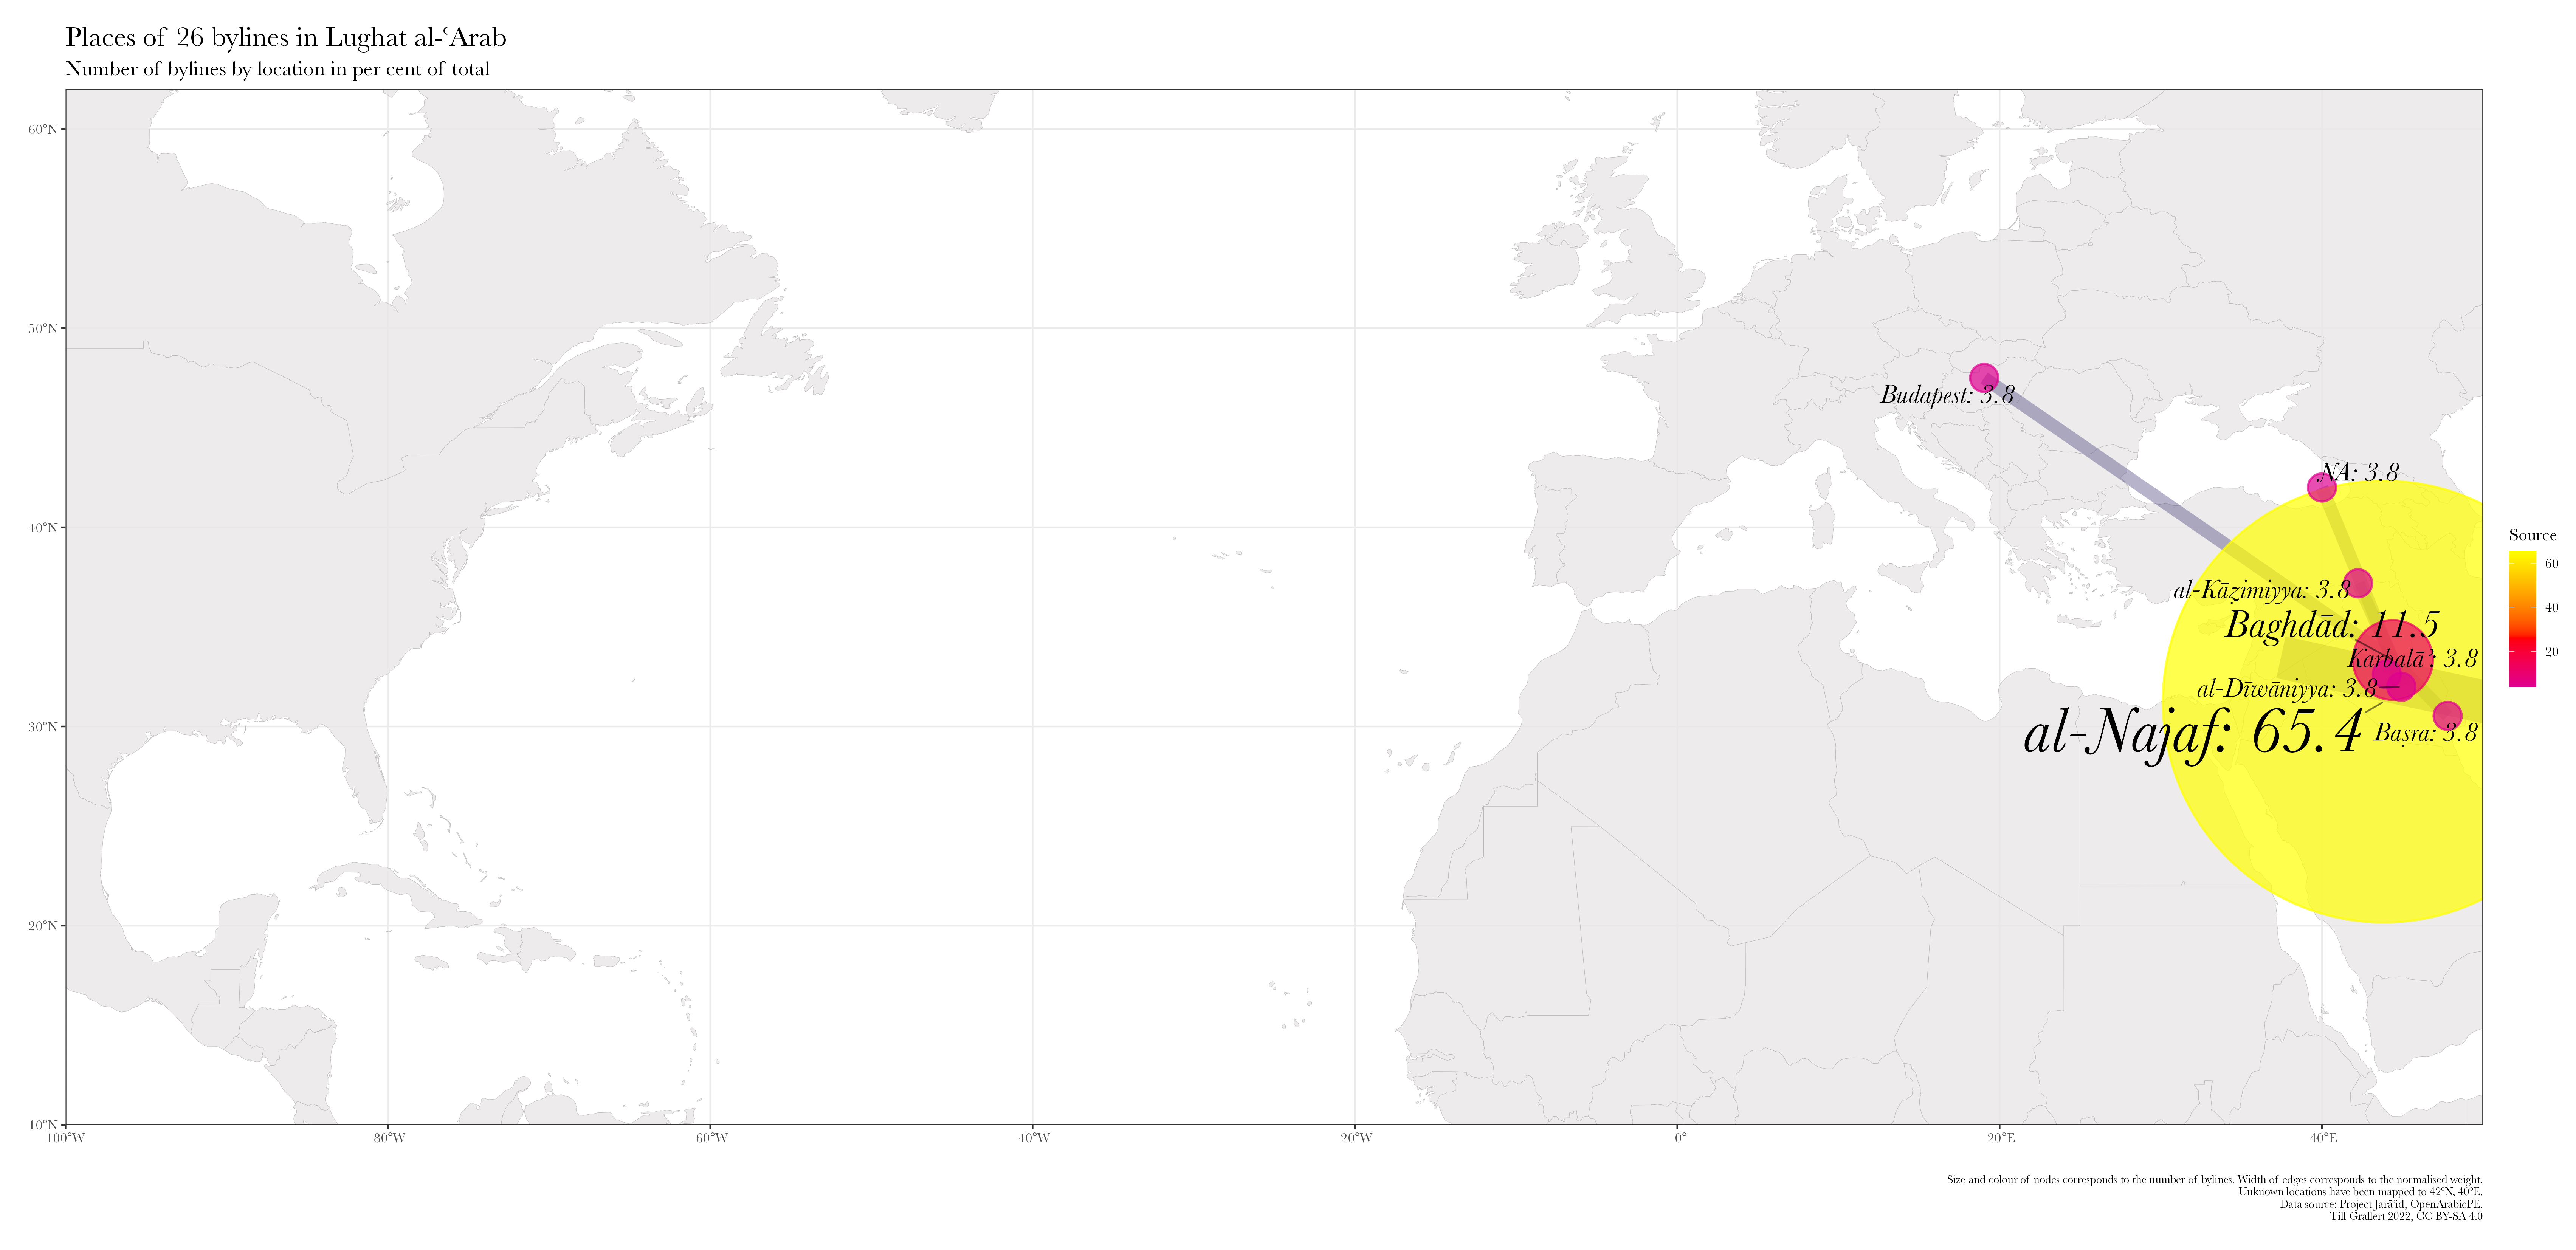 Places of 26 bylines in Lughat al-ʿArab
Number of bylines by location in per cent of total
60°N
50°N
40°N
30°N
20°N
10°N
100°W
80°W
60°W
40°W
20°W
0°
20°E
40°E
Budapest: 3.8
NA: 3.8
al-Kāẓimiyya: 3.8
Baghdād: 11.5
Karbalāʾ: 3.8
al-Dīwāniyya: 3.8
al-Najaf: 65.4
Baṣra: 3.8
Source
60
40
20
Size and colour of nodes corresponds to the number of bylines. Width of edges corresponds to the normalised weight.
Unknown locations have been mapped to 42°N, 40°E.
Data source: Project Jarāʾid, OpenArabicPE.
Till Grallert 2022, CC BY-SA 4.0